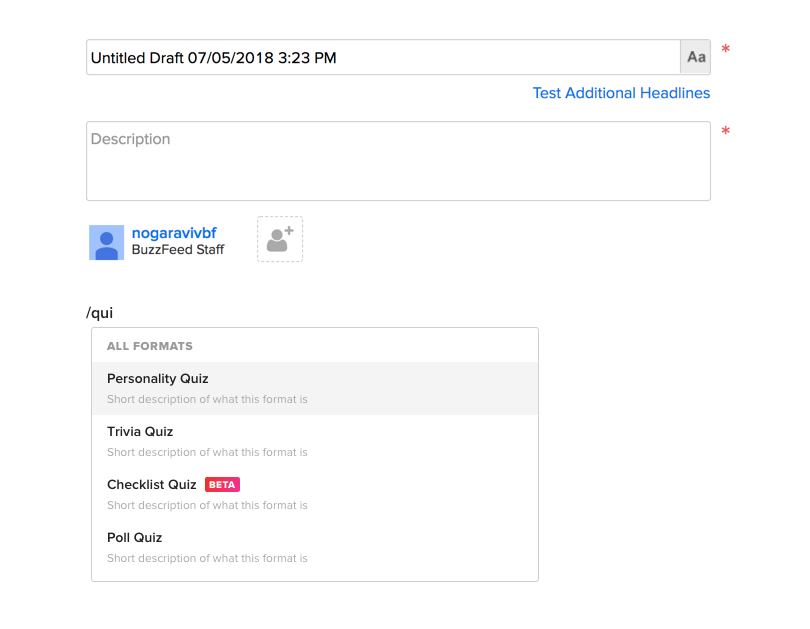 Untitled Draft 07/05/2018 3:23 PM
Aa
*
Test Additional Headlines
Description
*
nogaravivbf
BuzzFeed Staff
/qui
ALL FORMATS
Personality Quiz
Short description of what this format is
Trivia Quiz
Short description of what this format is
Checklist Quiz BETA
Short description of what this format is
Poll Quiz
Short description of what this format is